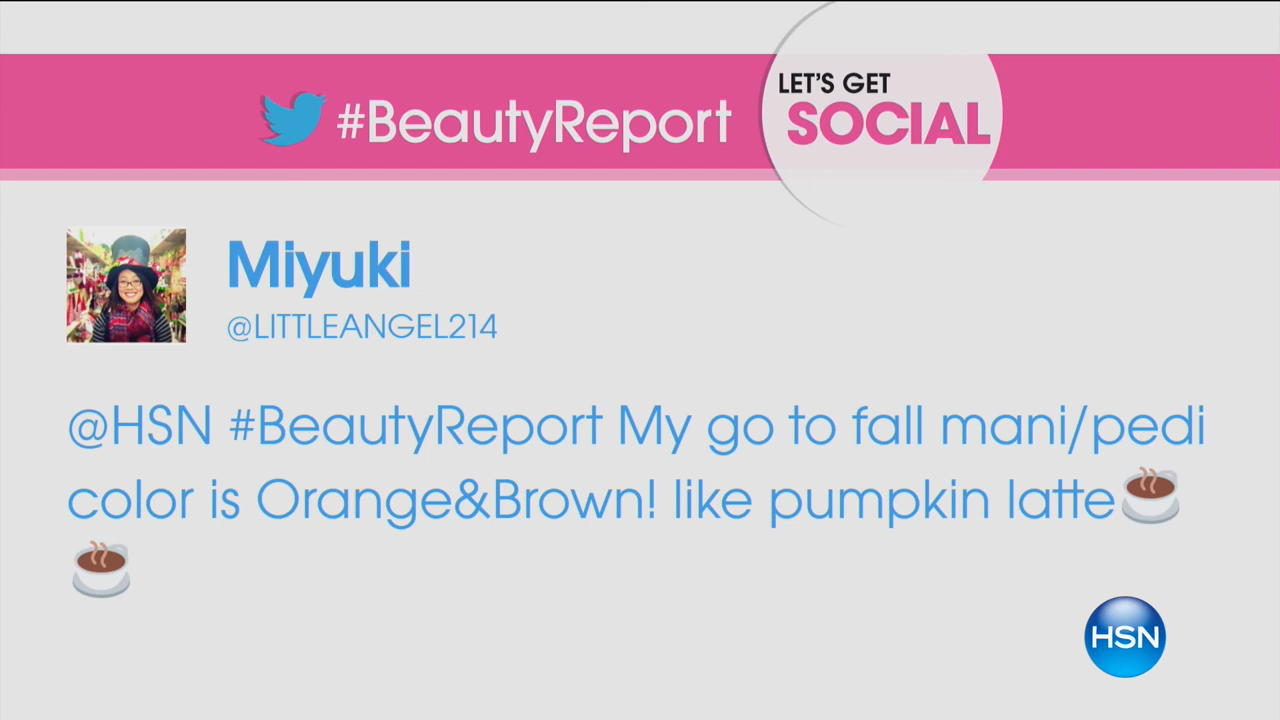 #BeautyReport
LET'S GET
SOCIAL
Miyuki
@LITTLEANGEL214
@HSN #BeautyReport My go to fall mani/pedi
color is Orange&Brown! like pumpkin latte☕
☕
HSN